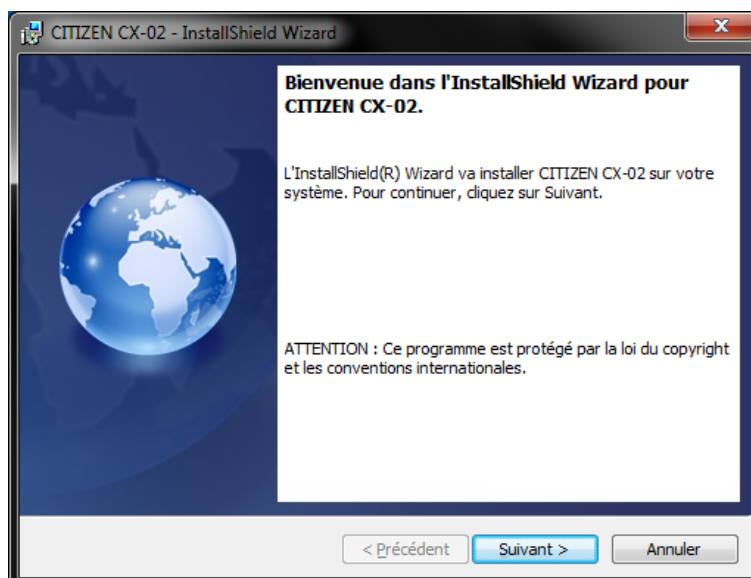 CITIZEN CX-02 - InstallShield Wizard
Bienvenue dans l'InstallShield Wizard pour
CITIZEN CX-02.
L'InstallShield(R) Wizard va installer CITIZEN CX-02 sur votre
système. Pour continuer, cliquez sur Suivant.
ATTENTION : Ce programme est protégé par la loi du copyright
et les conventions internationales.
< Précédent
Suivant >
Annuler